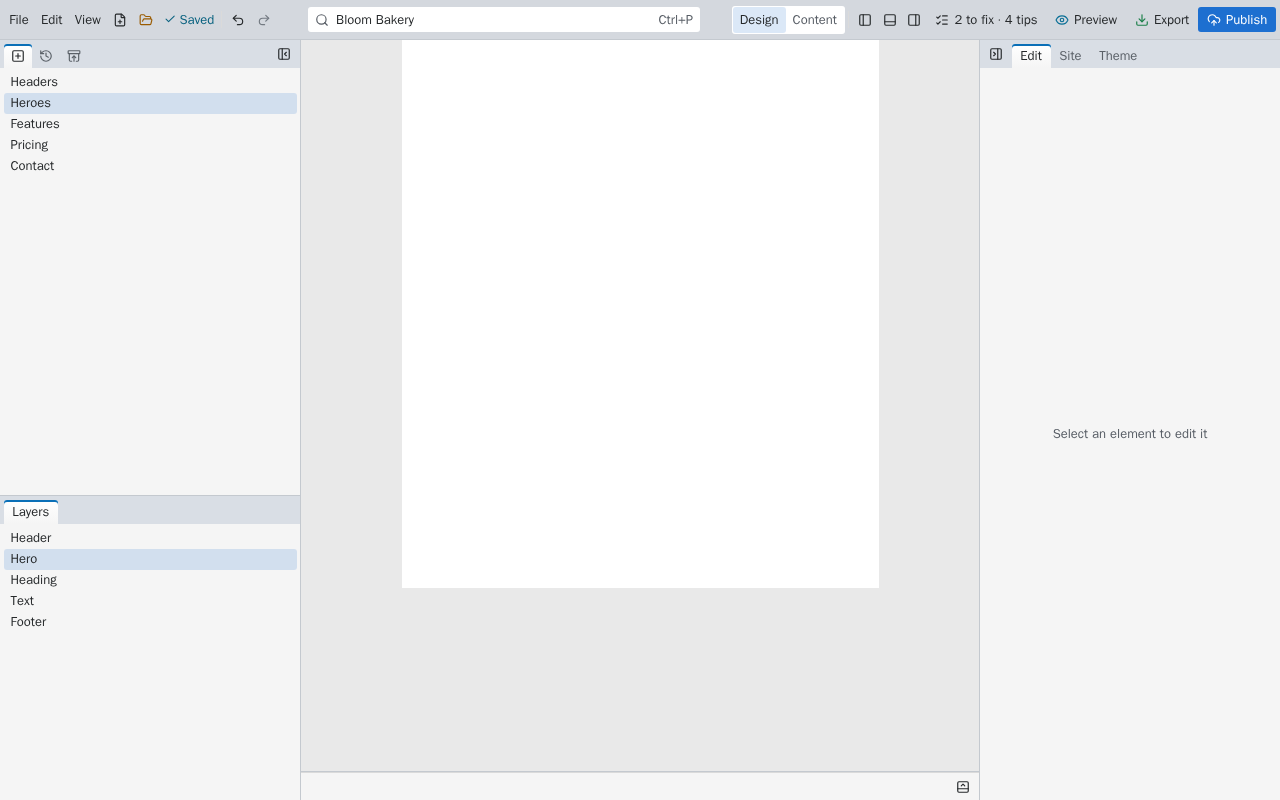 File Edit View Saved Bloom Bakery Ctrl+P Design Content 2 to fix · 4 tips Preview Export Publish
Headers
Heroes
Features
Pricing
Contact
Layers
Header
Hero
Heading
Text
Footer
Edit Site Theme
Select an element to edit it